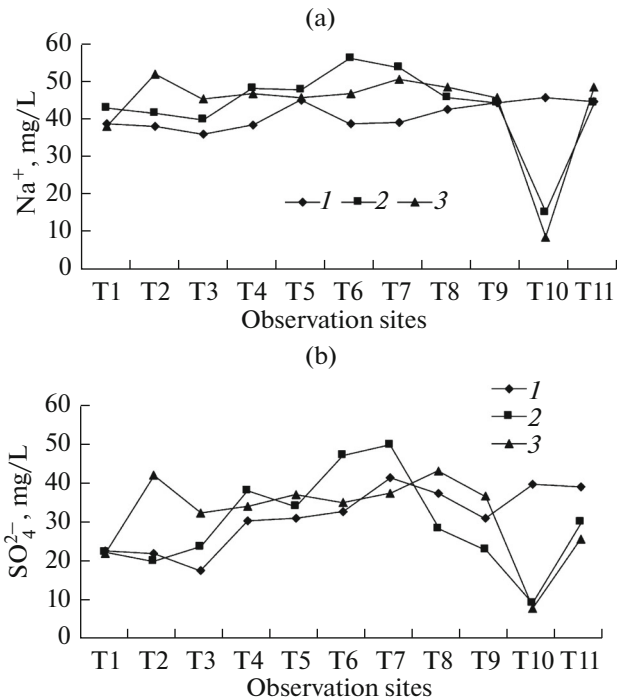 (a)
60
50
40
30
20
10
0
Na⁺, mg/L
1 2 3
T1 T2 T3 T4 T5 T6 T7 T8 T9 T10 T11
Observation sites
(b)
60
50
40
30
20
10
0
SO₄²⁻, mg/L
1
2
3
T1 T2 T3 T4 T5 T6 T7 T8 T9 T10 T11
Observation sites